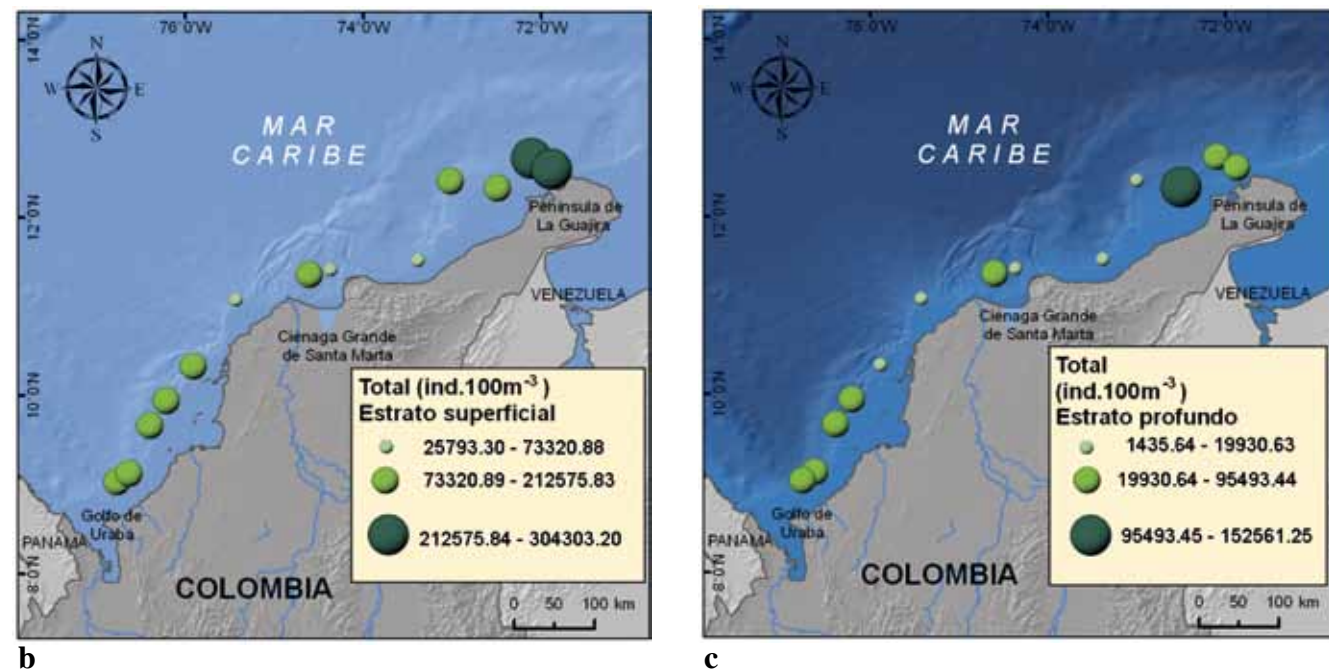 76°0'W 74°0'W 72°0'W
14°0'N
N
W E
S
MAR
CARIBE
12°0'N
Península de
La Guajira
VENEZUELA
Ciénaga Grande
de Santa Marta
10°0'N
Total (ind.100m-3)
Estrato superficial
25793.30 - 73320.88
73320.89 - 212575.83
212575.84 - 304303.20
Golfo de
Uraba
PANAMA
8°0'N
COLOMBIA
0 50 100 km
b
76°0'W 74°0'W 72°0'W
14°0'N
N
W E
S
MAR
CARIBE
12°0'N
Península de
La Guajira
VENEZUELA
Ciénaga Grande
de Santa Marta
10°0'N
Total
(ind.100m-3)
Estrato profundo
1435.64 - 19930.63
19930.64 - 95493.44
95493.45 - 152561.25
Golfo de
Uraba
PANAMA
8°0'N
COLOMBIA
0 50 100 km
c